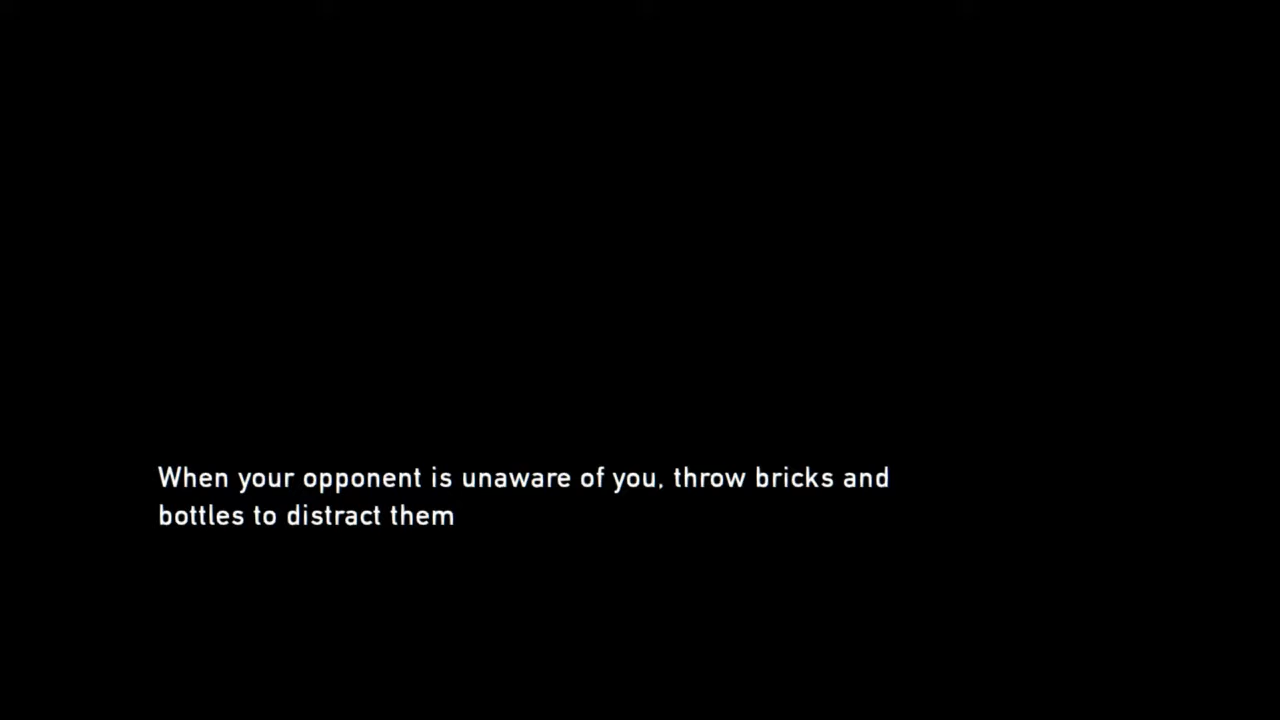 When your opponent is unaware of you, throw bricks and
bottles to distract them